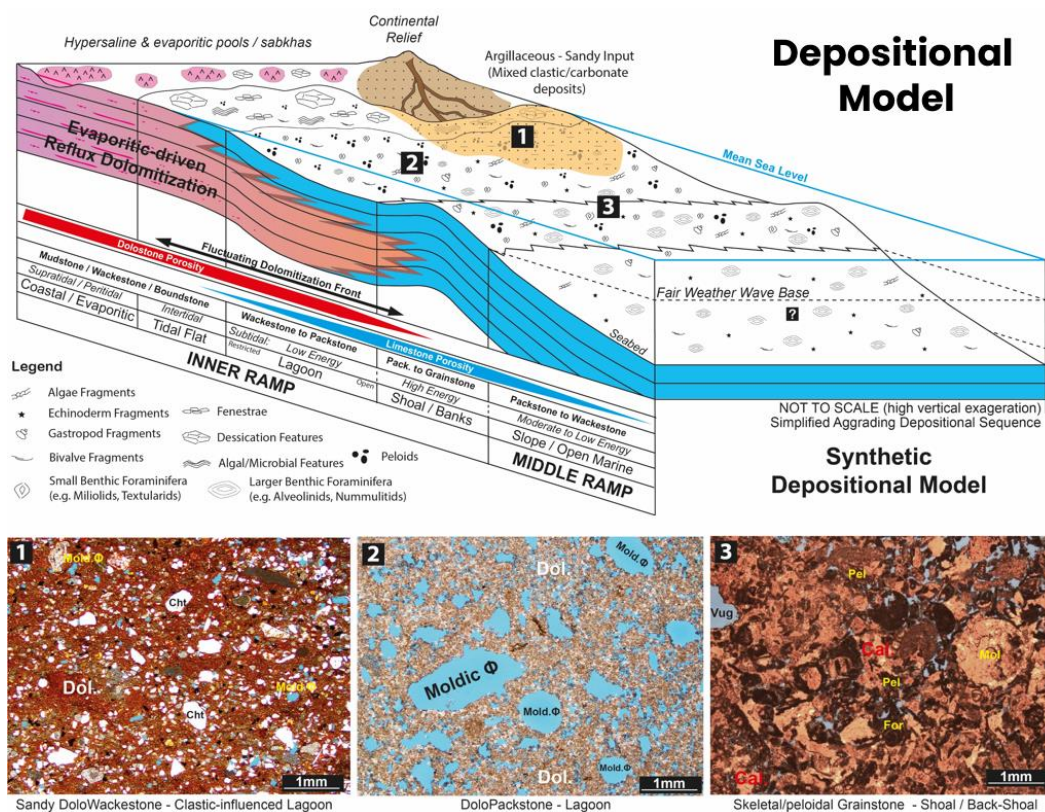 Hypersaline & evaporitic pools / sabkhas
Continental
Relief
Argillaceous - Sandy Input
(Mixed clastic/carbonate
deposits)
Depositional
Model
1
2
3
Mean Sea Level
Evaporitic-driven
Reflux Dolomitization
Fluctuating Dolomitization Front
Dolostone Porosity
Limestone Porosity
Fair Weather Wave Base
?
Seabed
Mudstone / Wackestone / Boundstone
Supratidal / Peritidal
Coastal / Evaporitic
Intertidal
Tidal Flat
Wackestone to Packstone
Subtidal: Low Energy
Restricted
Lagoon
Open
Pack. to Grainstone
High Energy
Shoal / Banks
Packstone to Wackestone
Moderate to Low Energy
Slope / Open Marine
INNER RAMP
MIDDLE RAMP
NOT TO SCALE (high vertical exageration)
Simplified Aggrading Depositional Sequence
Synthetic
Depositional Model
Legend
Algae Fragments
Echinoderm Fragments
Gastropod Fragments
Bivalve Fragments
Small Benthic Foraminifera
(e.g. Miliolids, Textularids)
Fenestrae
Dessication Features
Algal/Microbial Features
Larger Benthic Foraminifera
(e.g. Alveolinids, Nummulitids)
Peloids
1
Mold.Φ
Cht
Dol.
Mold.Φ
Cht
1mm
Sandy DoloWackestone - Clastic-influenced Lagoon
2
Mold.Φ
Dol.
Moldic Φ
Mold.Φ
Dol.
Mold.Φ
1mm
DoloPackstone - Lagoon
3
Pel
Vug
Cal
Mol
Pel
For
Cal
1mm
Skeletal/peloidal Grainstone - Shoal / Back-Shoal